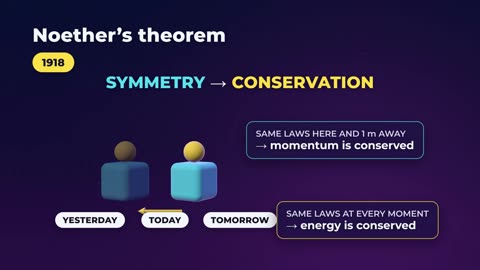 Noether’s theorem
1918
SYMMETRY → CONSERVATION
SAME LAWS HERE AND 1 m AWAY
→ momentum is conserved
YESTERDAY
TODAY
TOMORROW
SAME LAWS AT EVERY MOMENT
→ energy is conserved